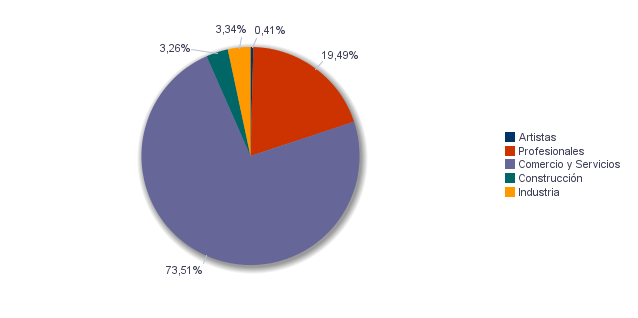 3,34%
0,41%
3,26%
19,49%
73,51%
Artistas
Profesionales
Comercio y Servicios
Construcción
Industria